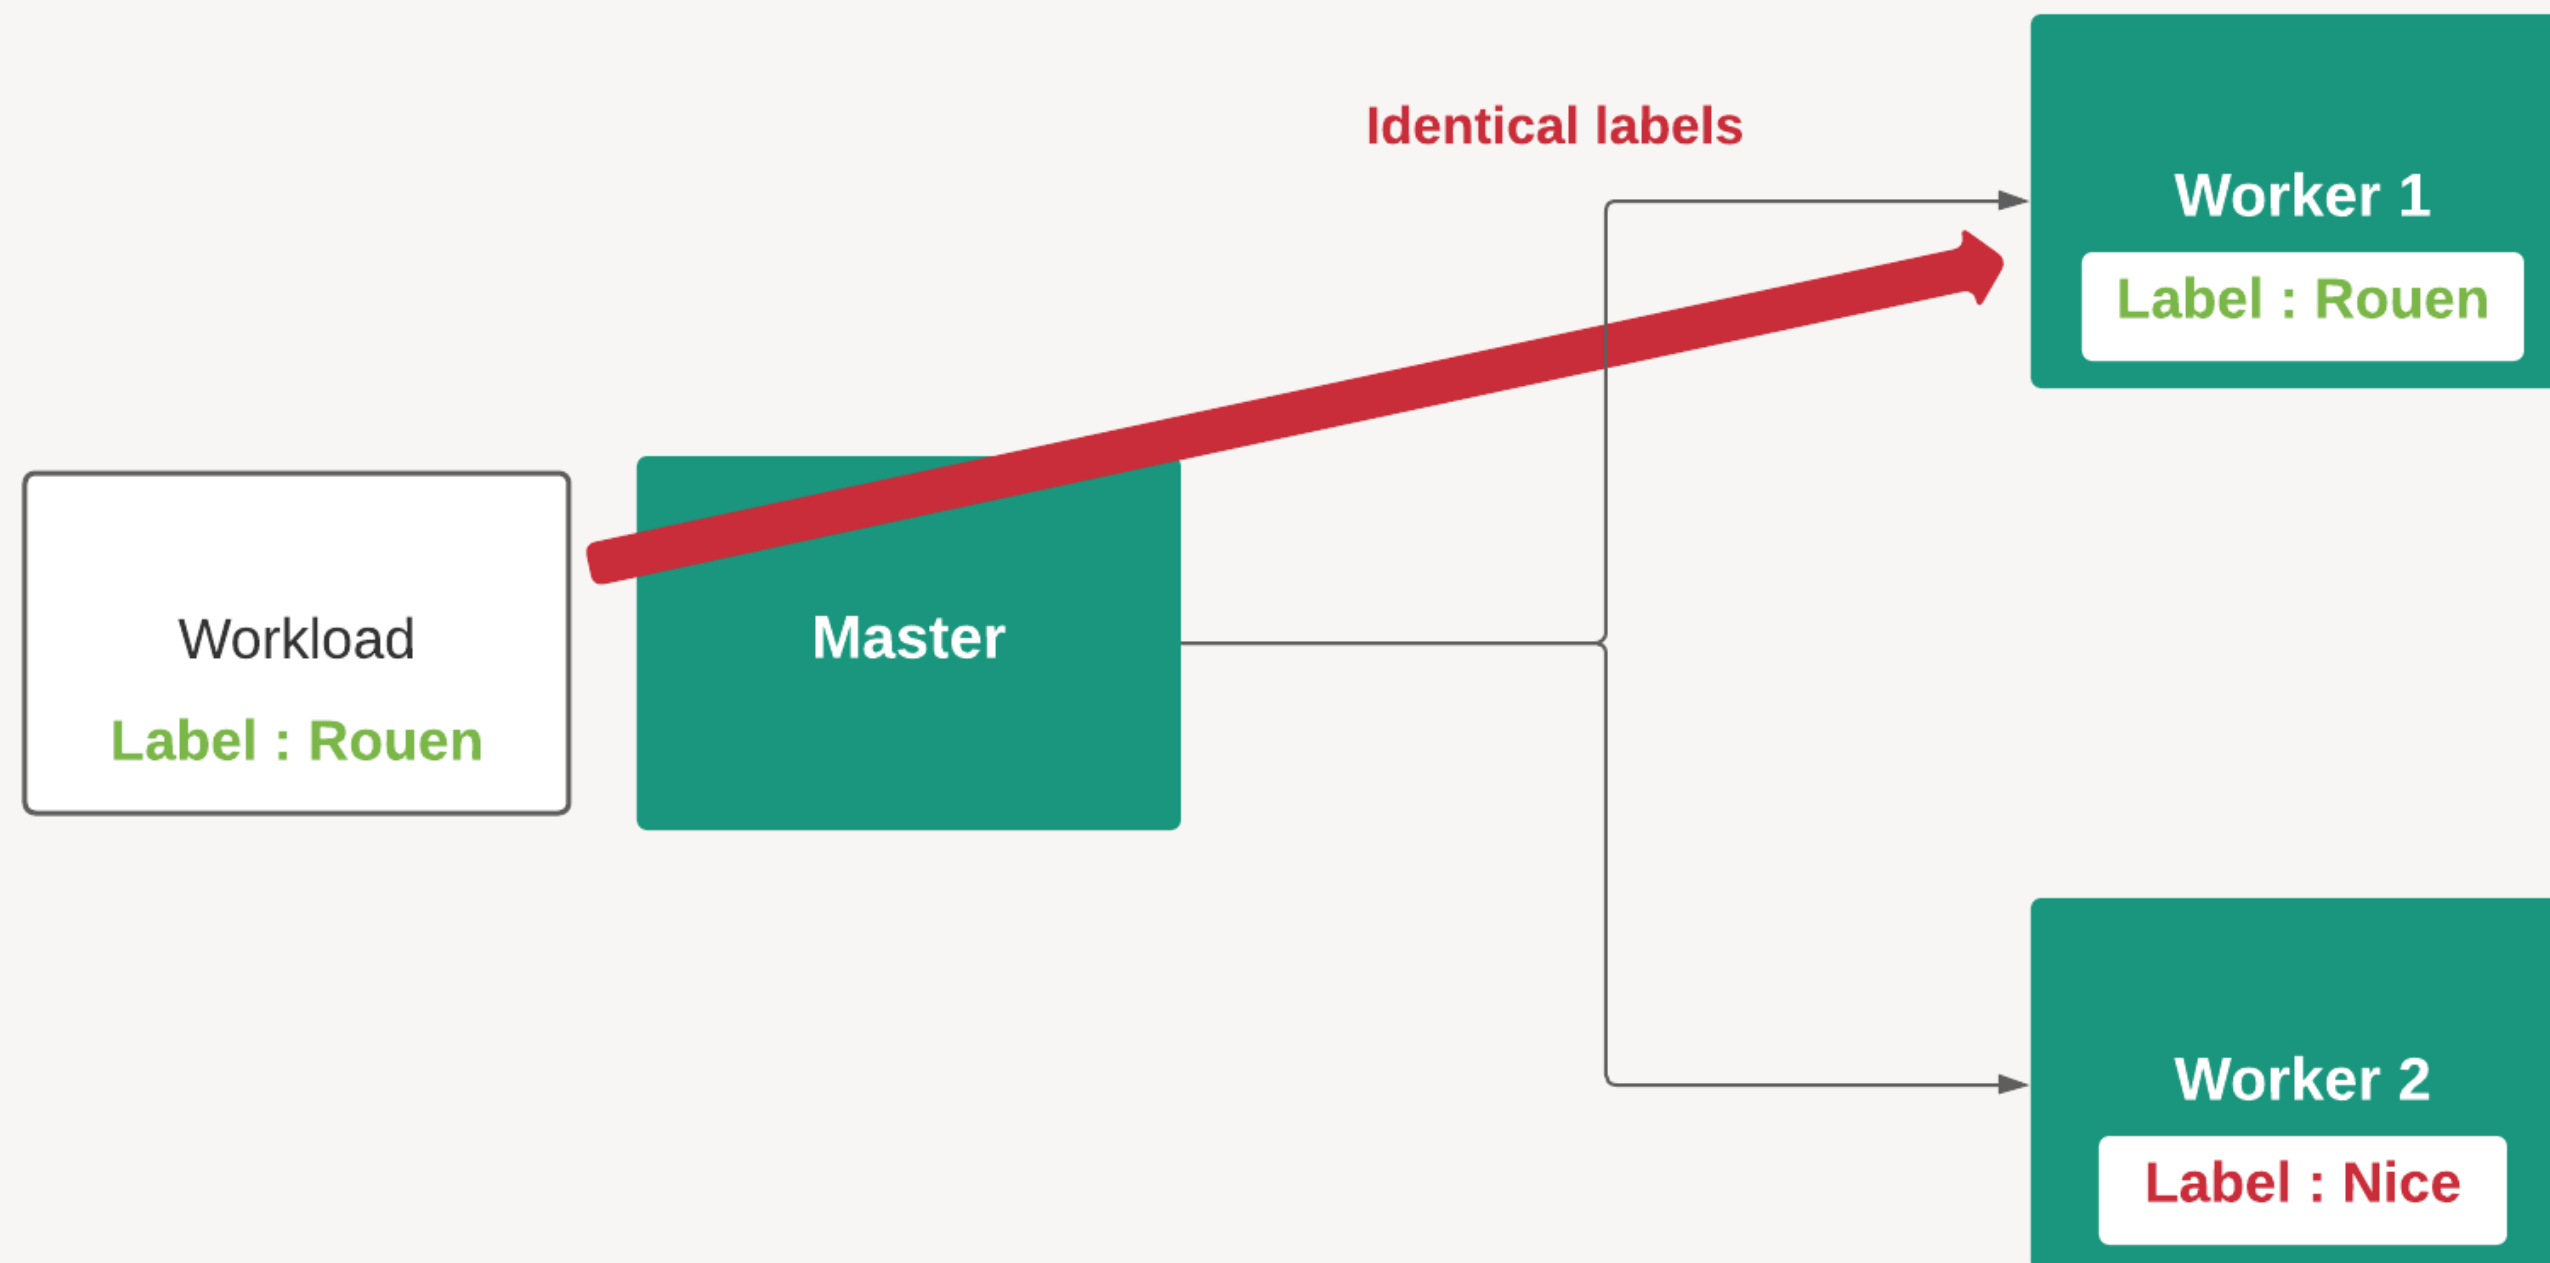 Identical labels
Worker 1
Label : Rouen
Workload
Label : Rouen
Master
Worker 2
Label : Nice